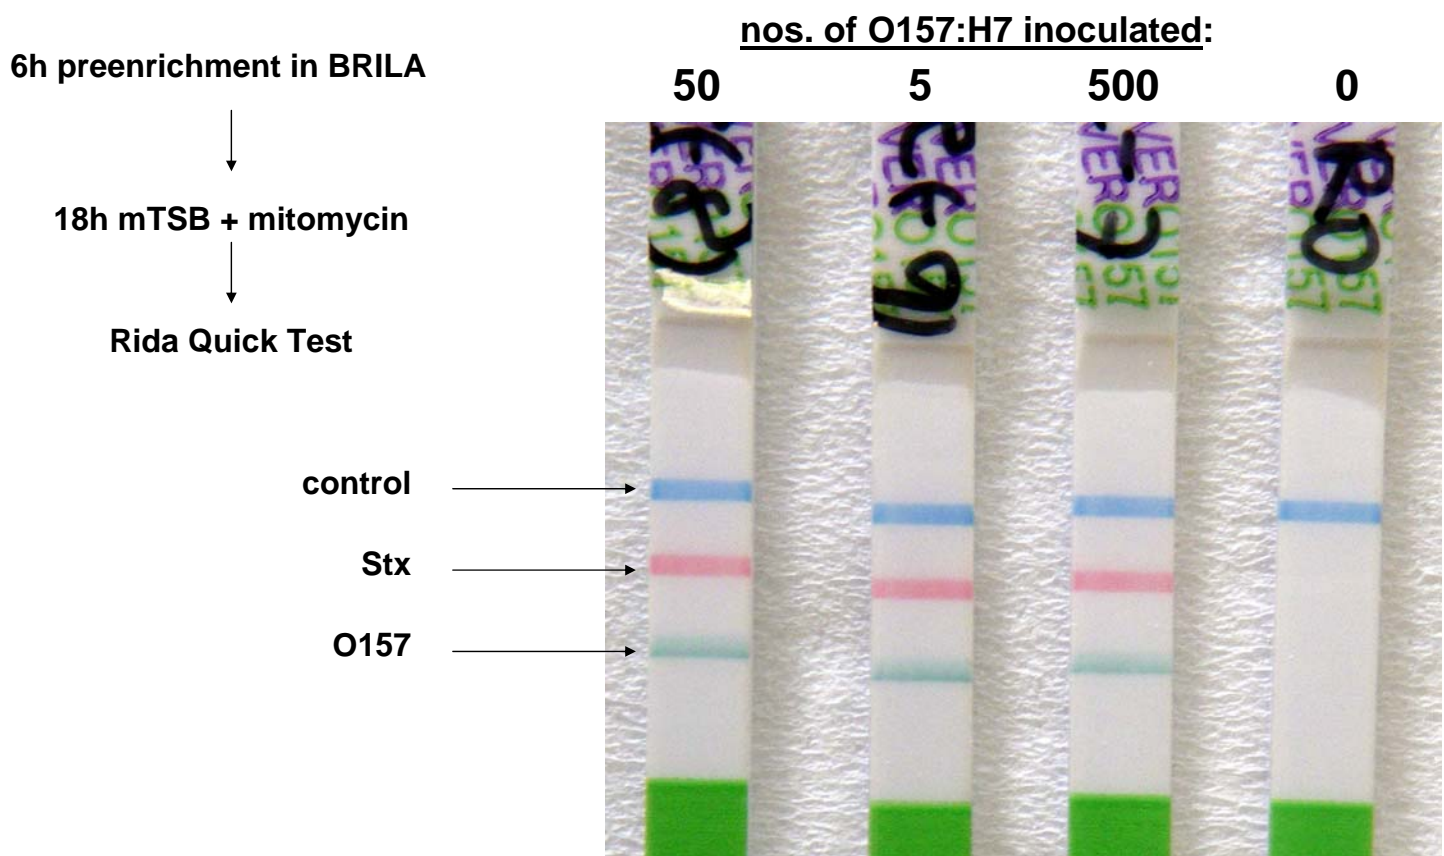 nos. of O157:H7 inoculated:
50 5 500 0
6h preenrichment in BRILA
18h mTSB + mitomycin
Rida Quick Test
control
Stx
O157